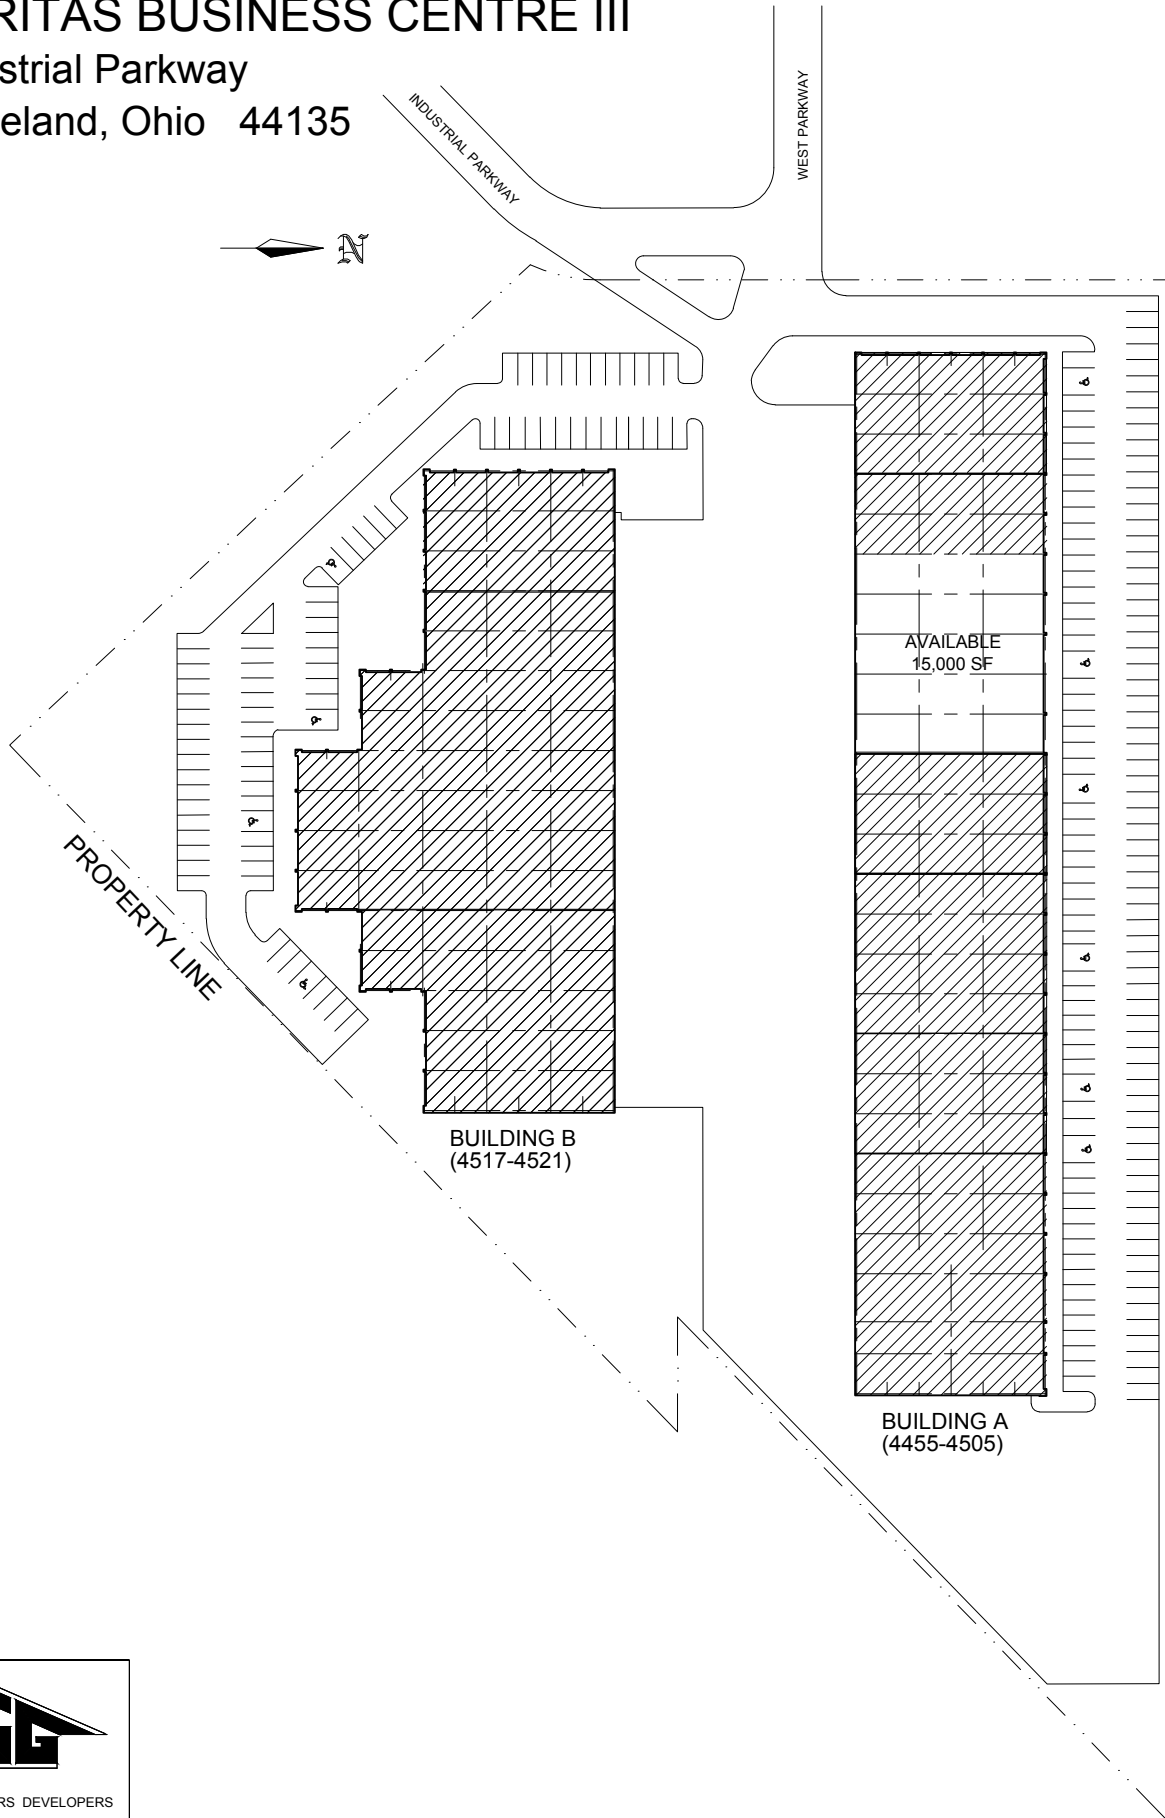 RITAS BUSINESS CENTRE III
strial Parkway
eland, Ohio 44135
INDUSTRIAL PARKWAY
WEST PARKWAY
N
AVAILABLE
15,000 SF
PROPERTY LINE
BUILDING B
(4517-4521)
BUILDING A
(4455-4505)
G
RS DEVELOPERS